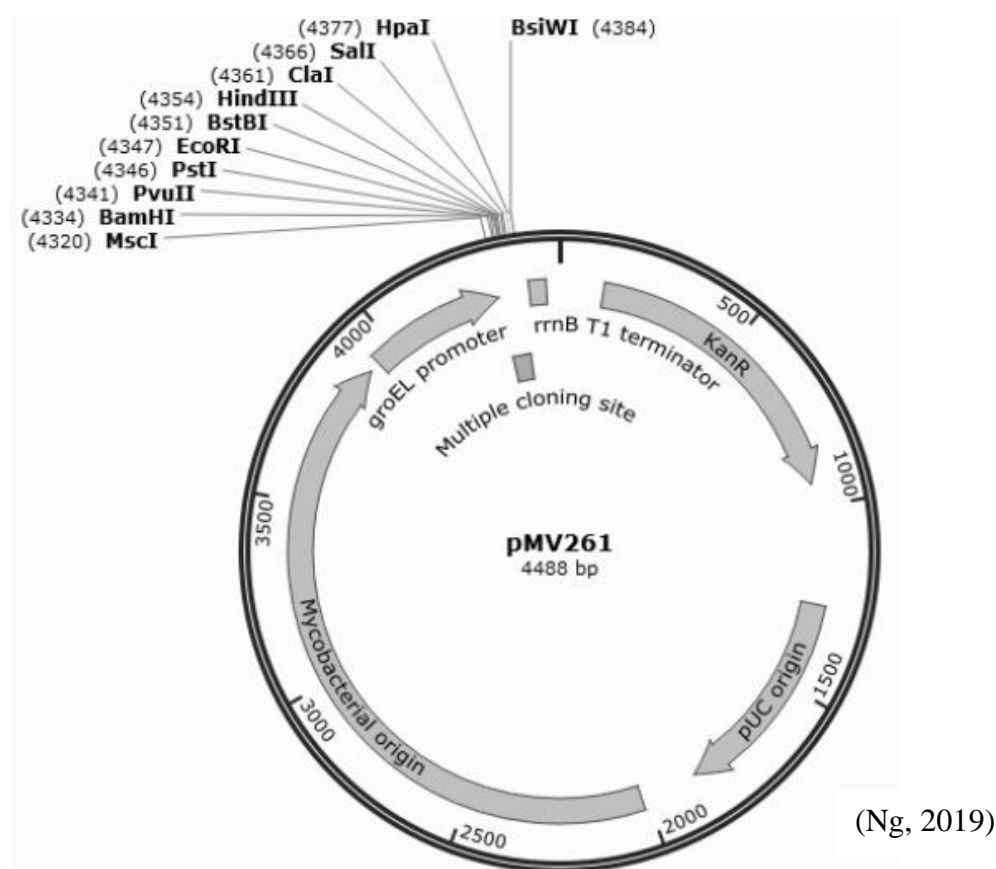 (4377) HpaI
BsiWI (4384)
(4366) SalI
(4361) ClaI
(4354) HindIII
(4351) BstBI
(4347) EcoRI
(4346) PstI
(4341) PvuII
(4334) BamHI
(4320) MscI
500
1000
1500
2000
2500
3000
3500
4000
groEL promoter
rrnB T1 terminator
KanR
Multiple cloning site
pMV261
4488 bp
pUC origin
Mycobacterial origin
(Ng, 2019)